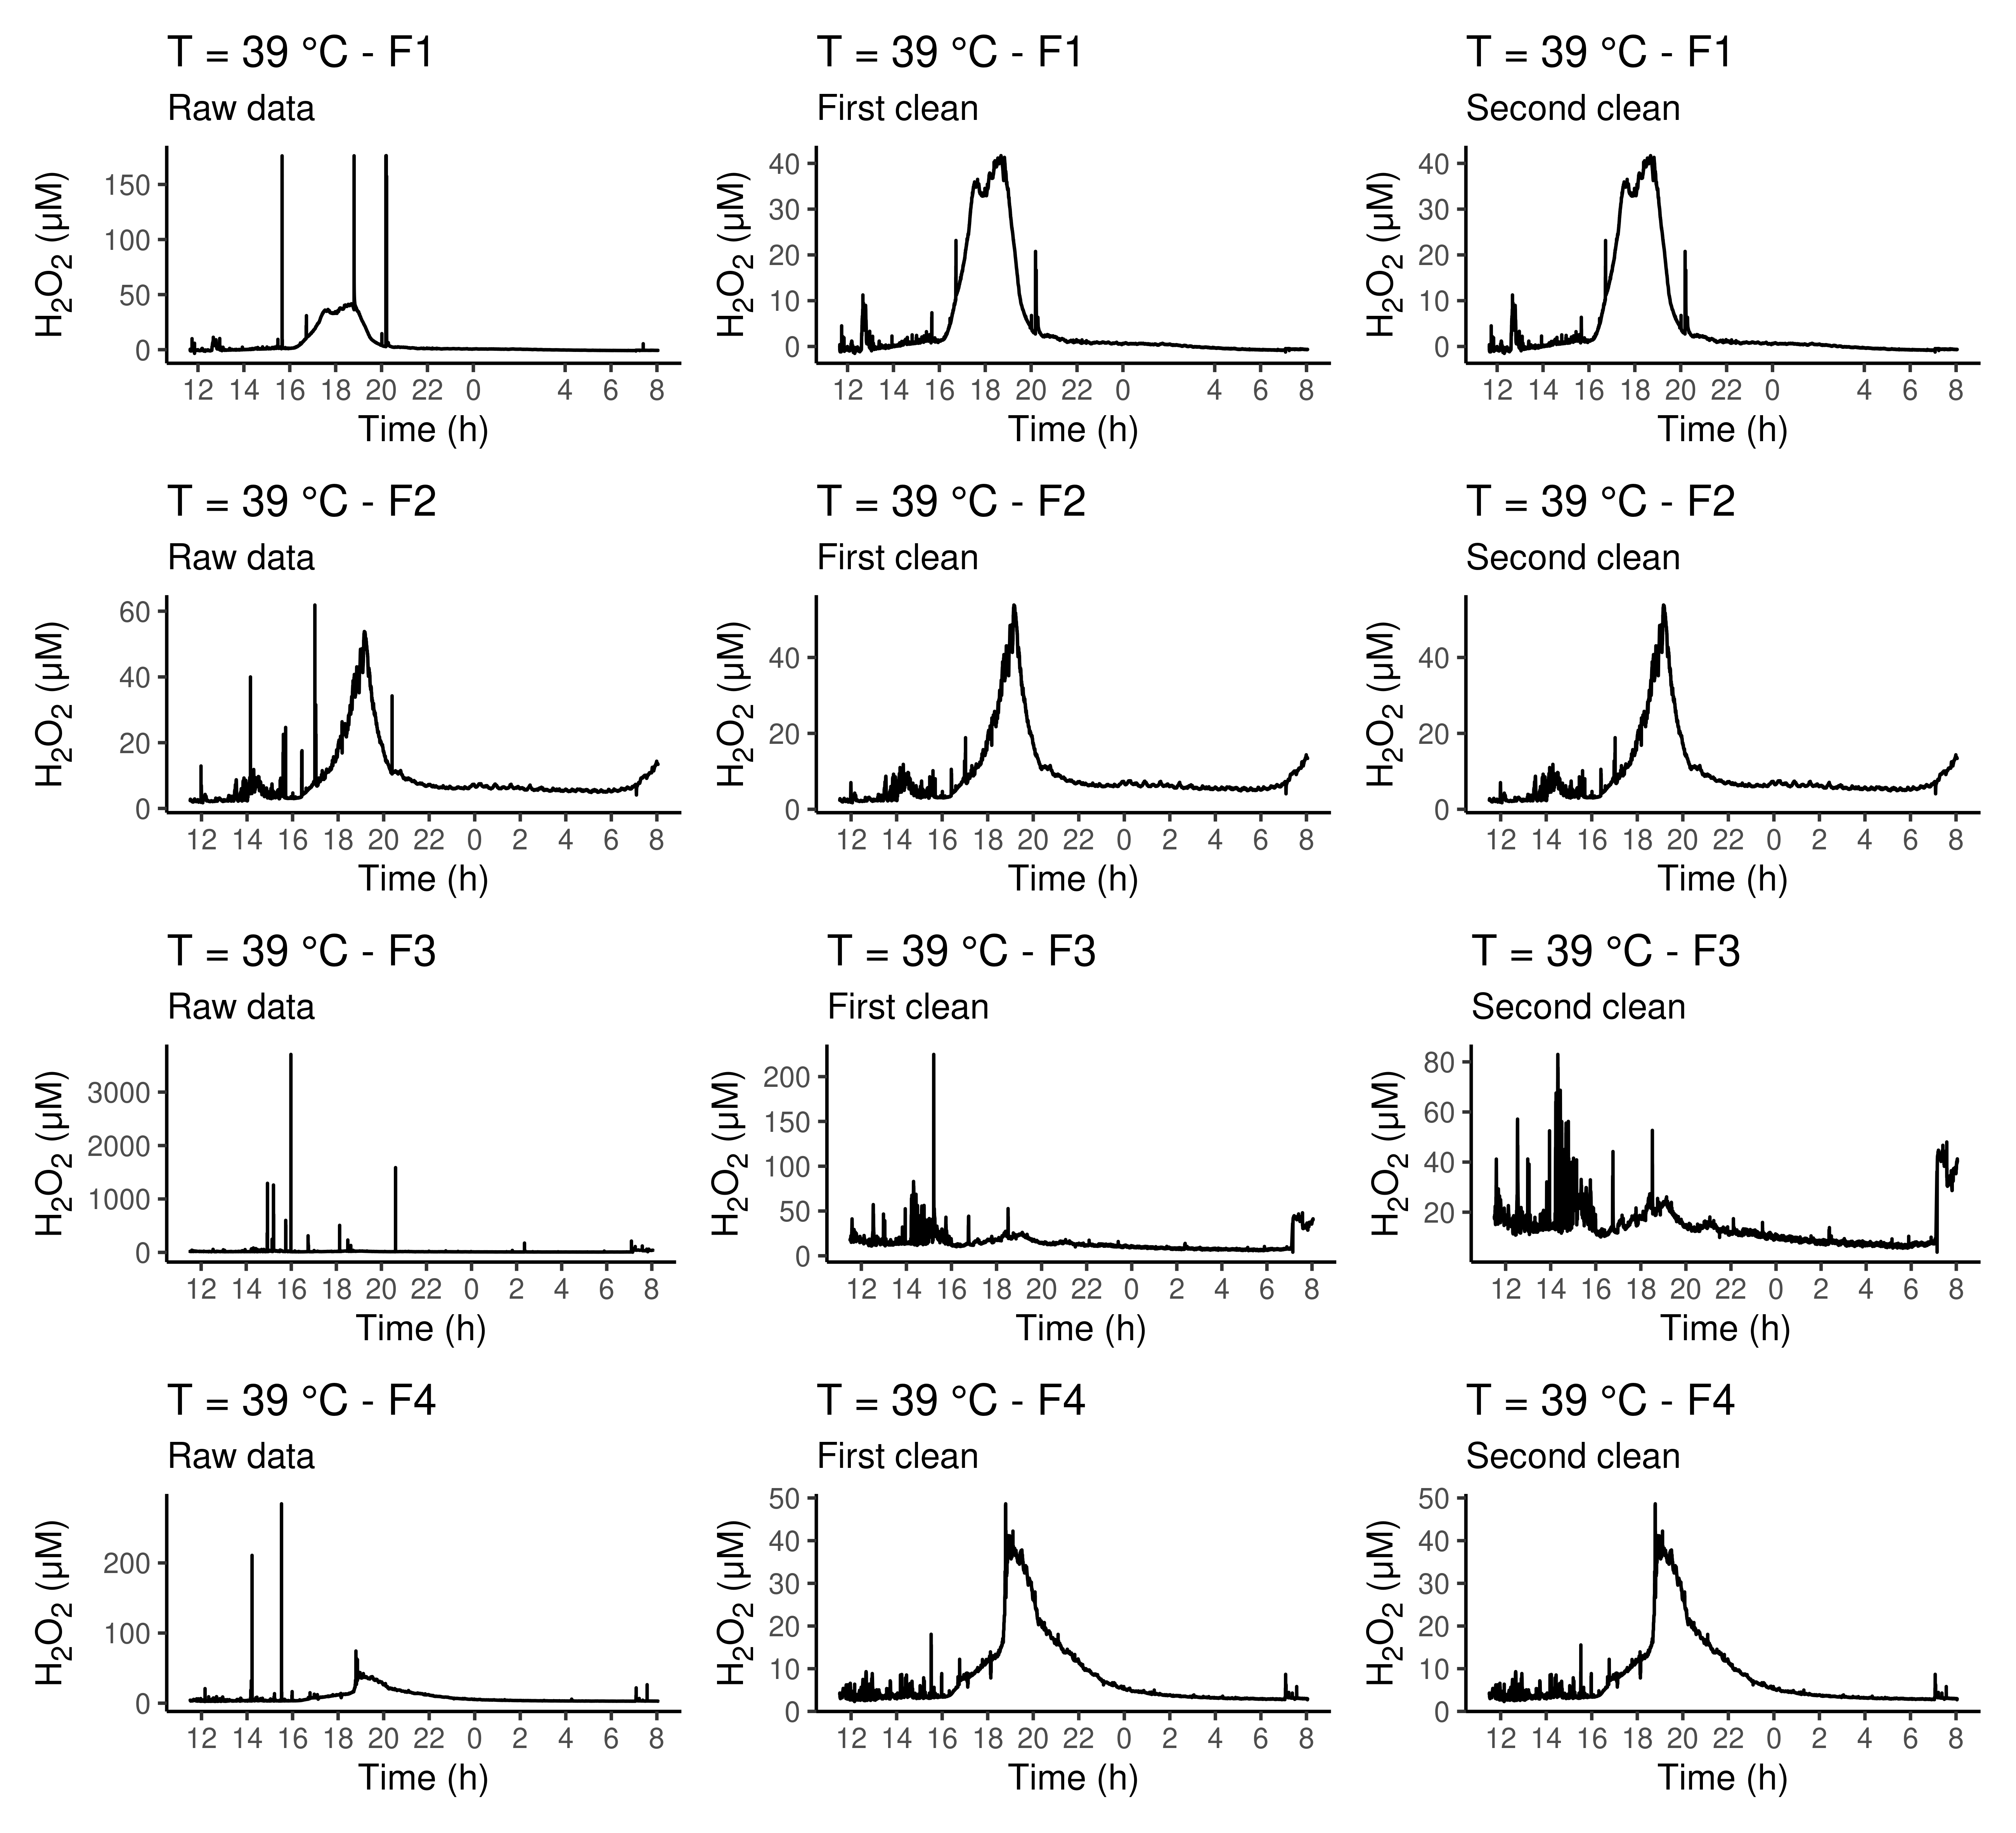 T = 39 °C - F1
Raw data
H₂O₂ (µM)
150
100
50
0
12 14 16 18 20 22 0 4 6 8
Time (h)
T = 39 °C - F1
First clean
H₂O₂ (µM)
40
30
20
10
0
12 14 16 18 20 22 0 4 6 8
Time (h)
T = 39 °C - F1
Second clean
H₂O₂ (µM)
40
30
20
10
0
12 14 16 18 20 22 0 4 6 8
Time (h)
T = 39 °C - F2
Raw data
H₂O₂ (µM)
60
40
20
0
12 14 16 18 20 22 0 2 4 6 8
Time (h)
T = 39 °C - F2
First clean
H₂O₂ (µM)
40
20
0
12 14 16 18 20 22 0 2 4 6 8
Time (h)
T = 39 °C - F2
Second clean
H₂O₂ (µM)
40
20
0
12 14 16 18 20 22 0 2 4 6 8
Time (h)
T = 39 °C - F3
Raw data
H₂O₂ (µM)
3000
2000
1000
0
12 14 16 18 20 22 0 2 4 6 8
Time (h)
T = 39 °C - F3
First clean
H₂O₂ (µM)
200
150
100
50
0
12 14 16 18 20 22 0 2 4 6 8
Time (h)
T = 39 °C - F3
Second clean
H₂O₂ (µM)
80
60
40
20
12 14 16 18 20 22 0 2 4 6 8
Time (h)
T = 39 °C - F4
Raw data
H₂O₂ (µM)
200
100
0
12 14 16 18 20 22 0 2 4 6 8
Time (h)
T = 39 °C - F4
First clean
H₂O₂ (µM)
50
40
30
20
10
0
12 14 16 18 20 22 0 2 4 6 8
Time (h)
T = 39 °C - F4
Second clean
H₂O₂ (µM)
50
40
30
20
10
0
12 14 16 18 20 22 0 2 4 6 8
Time (h)